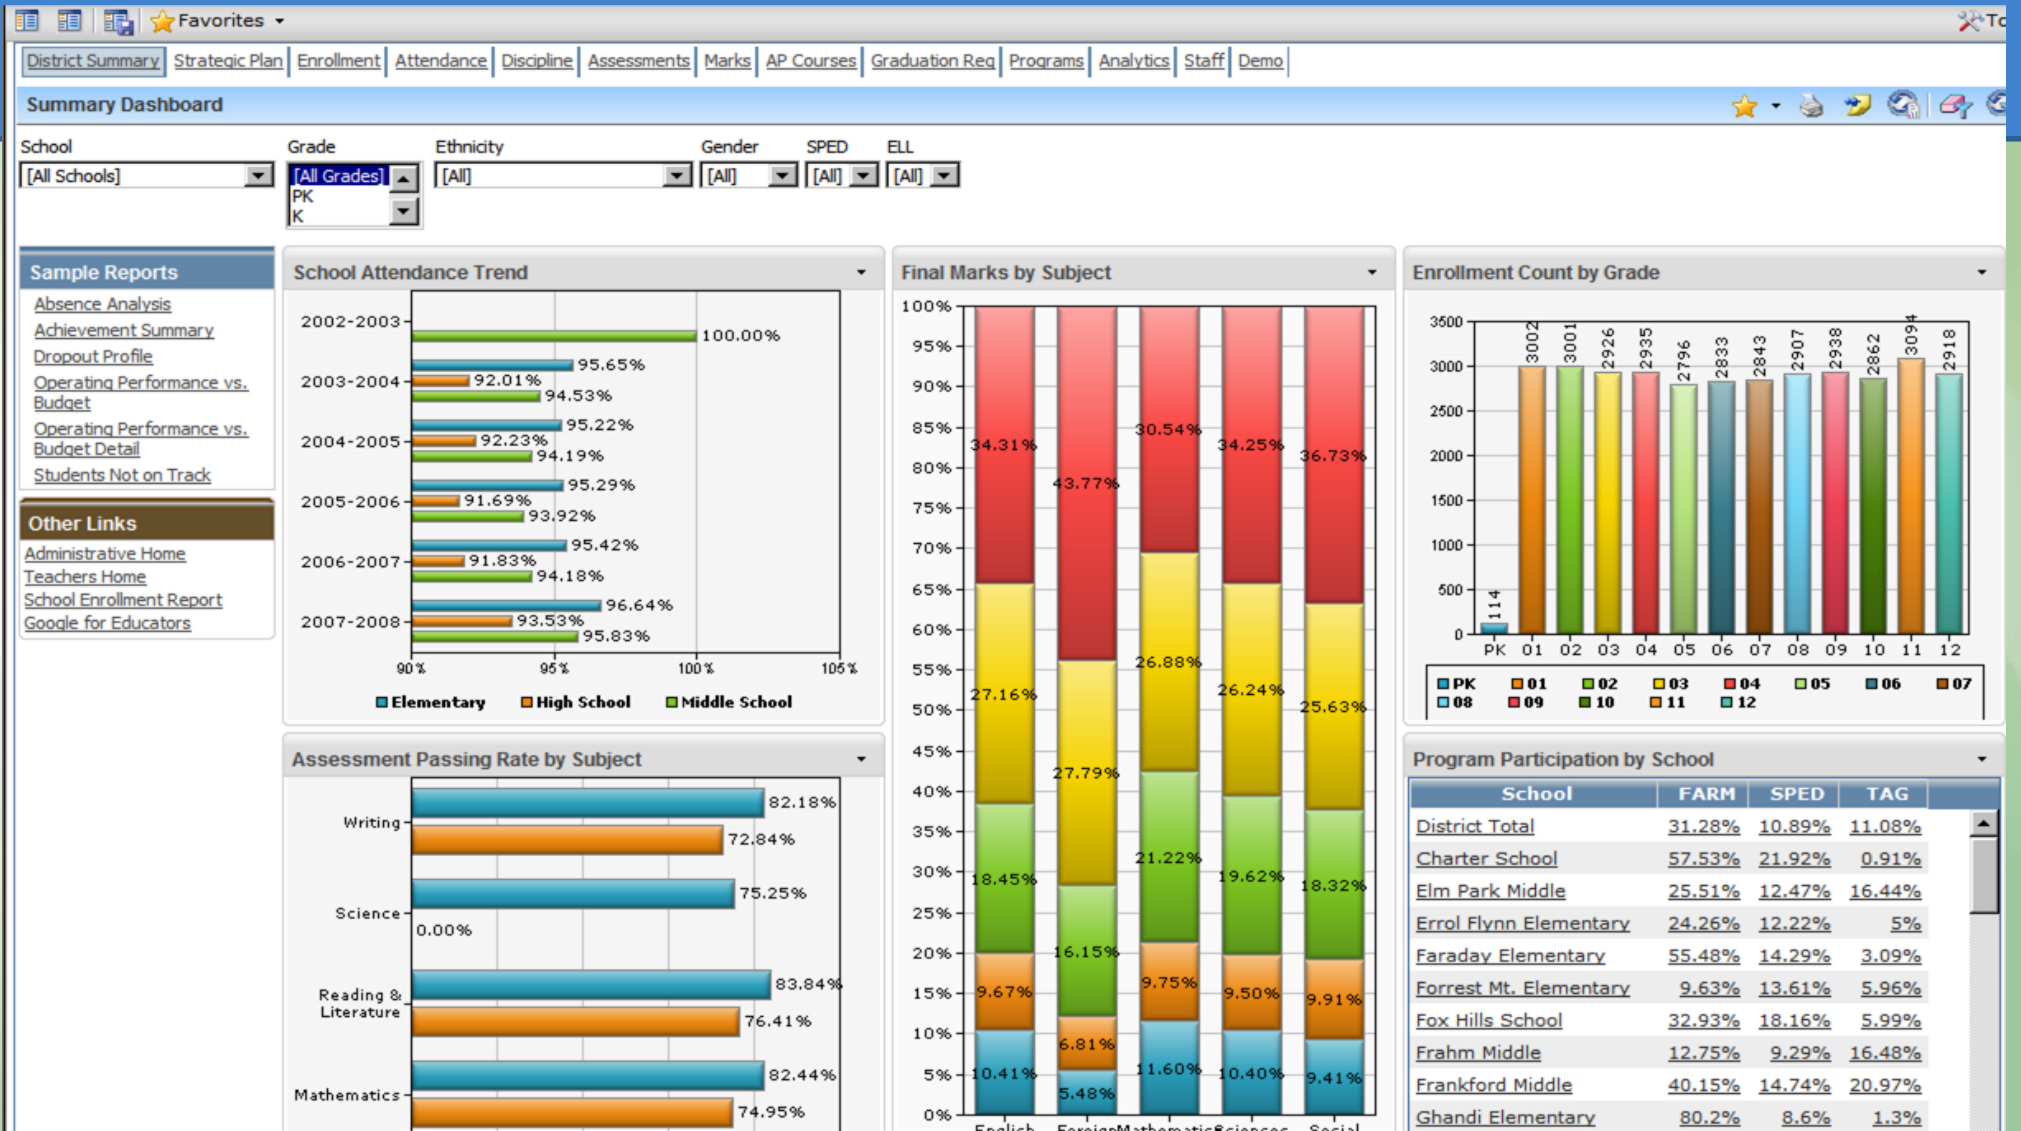 Favorites
District Summary Strategic Plan Enrollment Attendance Discipline Assessments Marks AP Courses Graduation Req Programs Analytics Staff Demo
Summary Dashboard
School Grade Ethnicity Gender SPED ELL
[All Schools] [All Grades] [All] [All] [All] [All]
PK
K
Sample Reports
Absence Analysis
Achievement Summary
Dropout Profile
Operating Performance vs.
Budget
Operating Performance vs.
Budget Detail
Students Not on Track
Other Links
Administrative Home
Teachers Home
School Enrollment Report
Google for Educators
School Attendance Trend
2002-2003
100.00%
95.65%
2003-2004 92.01%
94.53%
95.22%
2004-2005 92.23%
94.19%
95.29%
2005-2006 91.69%
93.92%
95.42%
2006-2007 91.83%
94.18%
96.64%
2007-2008 93.53%
95.83%
90% 95% 100% 105%
Elementary High School Middle School
Assessment Passing Rate by Subject
82.18%
Writing
72.84%
75.25%
Science
0.00%
83.84%
Reading &
Literature
76.41%
82.44%
Mathematics
74.95%
Final Marks by Subject
100%
95%
90%
85%
80%
75%
70%
65%
60%
55%
50%
45%
40%
35%
30%
25%
20%
15%
10%
5%
0%
34.31% 43.77% 30.54% 34.25% 36.73%
27.16% 27.79% 26.88% 26.24% 25.63%
18.45% 16.15% 21.22% 19.62% 18.32%
9.67% 6.81% 9.75% 9.50% 9.91%
10.41% 5.48% 11.60% 10.40% 9.41%
English Foreign Mathematics Sciences Social
Enrollment Count by Grade
3500
3000
2500
2000
1500
1000
500
0
114 3002 3001 2926 2935 2796 2833 2843 2907 2938 2862 3094 2918
PK 01 02 03 04 05 06 07 08 09 10 11 12
PK 01 02 03 04 05 06 07
08 09 10 11 12
Program Participation by School
School FARM SPED TAG
District Total 31.28% 10.89% 11.08%
Charter School 57.53% 21.92% 0.91%
Elm Park Middle 25.51% 12.47% 16.44%
Errol Flynn Elementary 24.26% 12.22% 5%
Faraday Elementary 55.48% 14.29% 3.09%
Forrest Mt. Elementary 9.63% 13.61% 5.96%
Fox Hills School 32.93% 18.16% 5.99%
Frahm Middle 12.75% 9.29% 16.48%
Frankford Middle 40.15% 14.74% 20.97%
Ghandi Elementary 80.2% 8.6% 1.3%